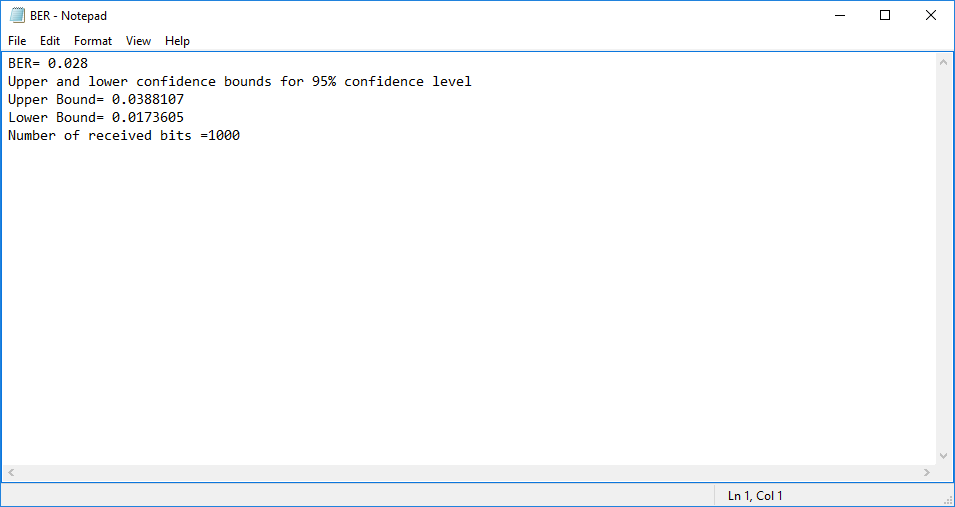 BER - Notepad
File Edit Format View Help
BER= 0.028
Upper and lower confidence bounds for 95% confidence level
Upper Bound= 0.0388107
Lower Bound= 0.0173605
Number of received bits =1000
Ln 1, Col 1